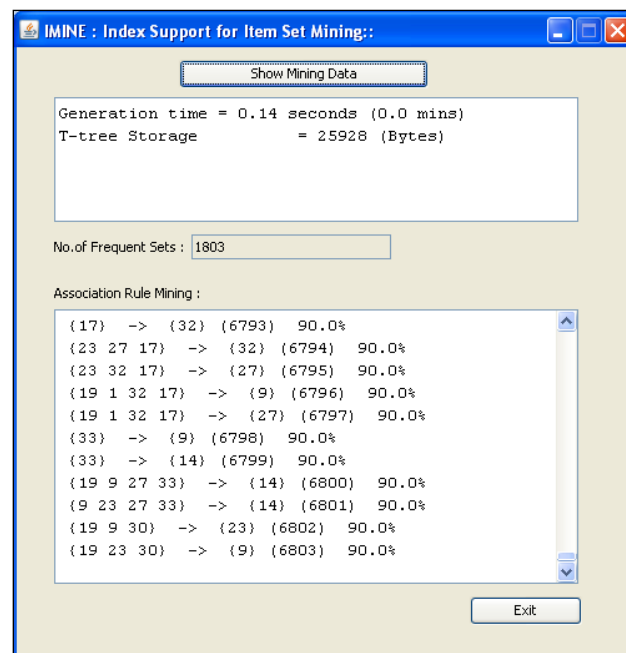 IMINE : Index Support for Item Set Mining::
Show Mining Data
Generation time = 0.14 seconds (0.0 mins)
T-tree Storage = 25928 (Bytes)
No.of Frequent Sets : 1803
Association Rule Mining :
{17} -> {32} (6793) 90.0%
{23 27 17} -> {32} (6794) 90.0%
{23 32 17} -> {27} (6795) 90.0%
{19 1 32 17} -> {9} (6796) 90.0%
{19 1 32 17} -> {27} (6797) 90.0%
{33} -> {9} (6798) 90.0%
{33} -> {14} (6799) 90.0%
{19 9 27 33} -> {14} (6800) 90.0%
{9 23 27 33} -> {14} (6801) 90.0%
{19 9 30} -> {23} (6802) 90.0%
{19 23 30} -> {9} (6803) 90.0%
Exit